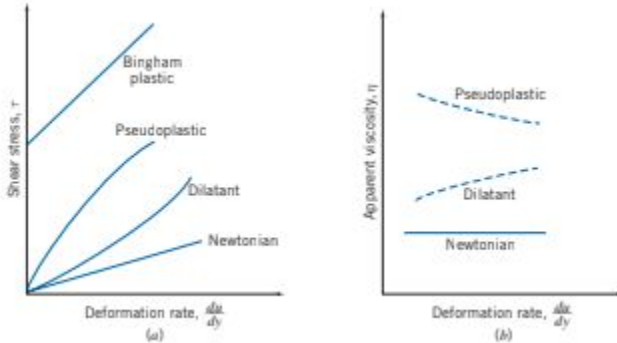 Shear stress, τ
Bingham
plastic
Pseudoplastic
Dilatant
Newtonian
Deformation rate, du/dy
(a)
Apparent viscosity, η
Pseudoplastic
Dilatant
Newtonian
Deformation rate, du/dy
(b)